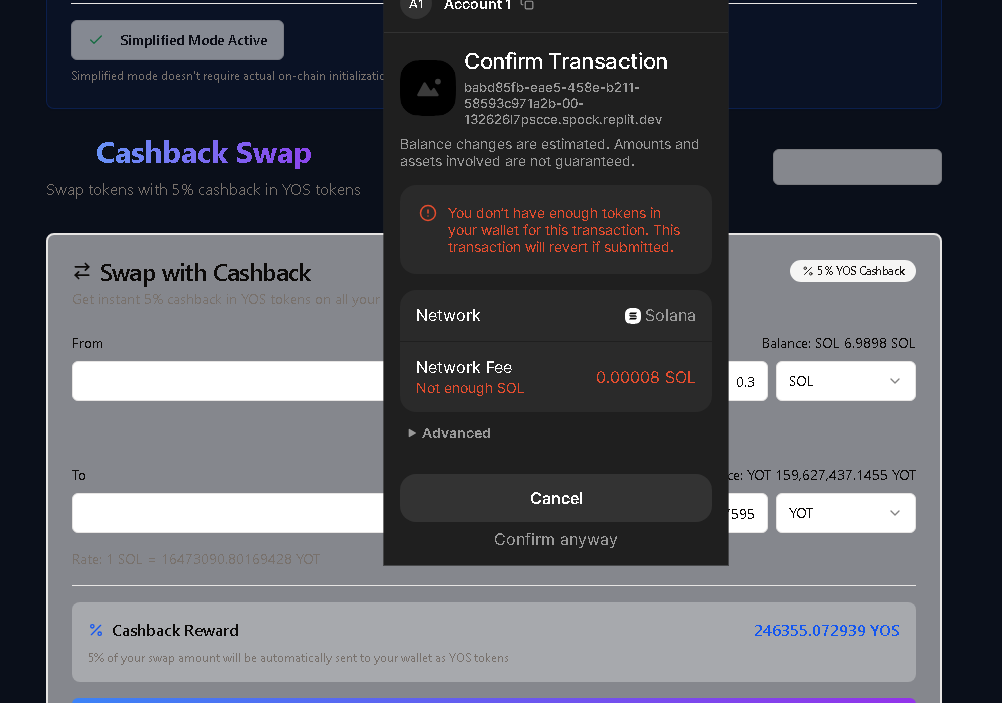 A1 Account 1
Simplified Mode Active
Simplified mode doesn't require actual on-chain
Confirm Transaction
babd85fb-eae5-458e-b211-
58593c971a2b-00-
132626l7pscce.spock.replit.dev
Balance changes are estimated. Amounts and
assets involved are not guaranteed.
Cashback Swap
Swap tokens with 5% cashback in YOS tokens
You don't have enough tokens in
your wallet for this transaction. This
transaction will revert if submitted.
Swap with Cashback
% 5% YOS Cashback
Get instant 5% cashback in YOS tokens on all your
Network Solana
From
Balance: SOL 6.9898 SOL
Network Fee
Not enough SOL
0.00008 SOL
0.3
SOL
Advanced
To
YOT 159,627,437.1455 YOT
Cancel
7595
YOT
Confirm anyway
Rate: 1 SOL = 16473090.80169428 YOT
% Cashback Reward
246355.072939 YOS
5% of your swap amount will be automatically sent to your wallet as YOS tokens